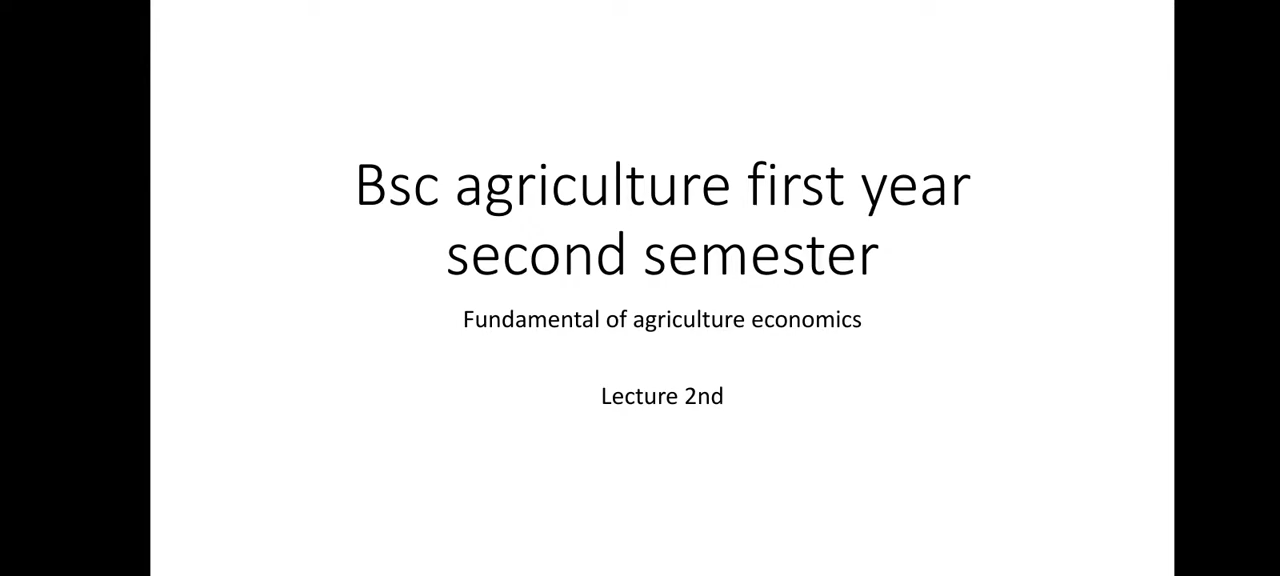 Bsc agriculture first year
second semester
Fundamental of agriculture economics
Lecture 2nd